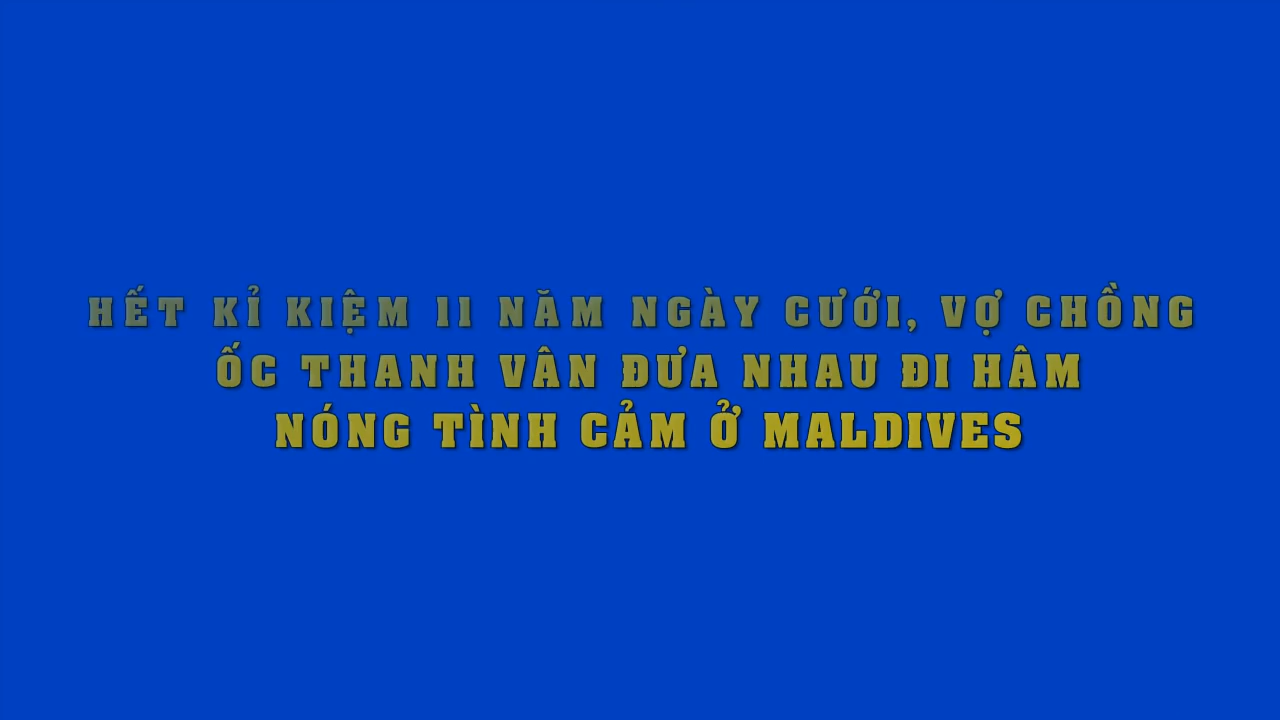 HẾT KỈ KIỆM 11 NĂM NGÀY CƯỚI, VỢ CHỒNG
ỐC THANH VÂN ĐƯA NHAU ĐI HÂM
NÓNG TÌNH CẢM Ở MALDIVES